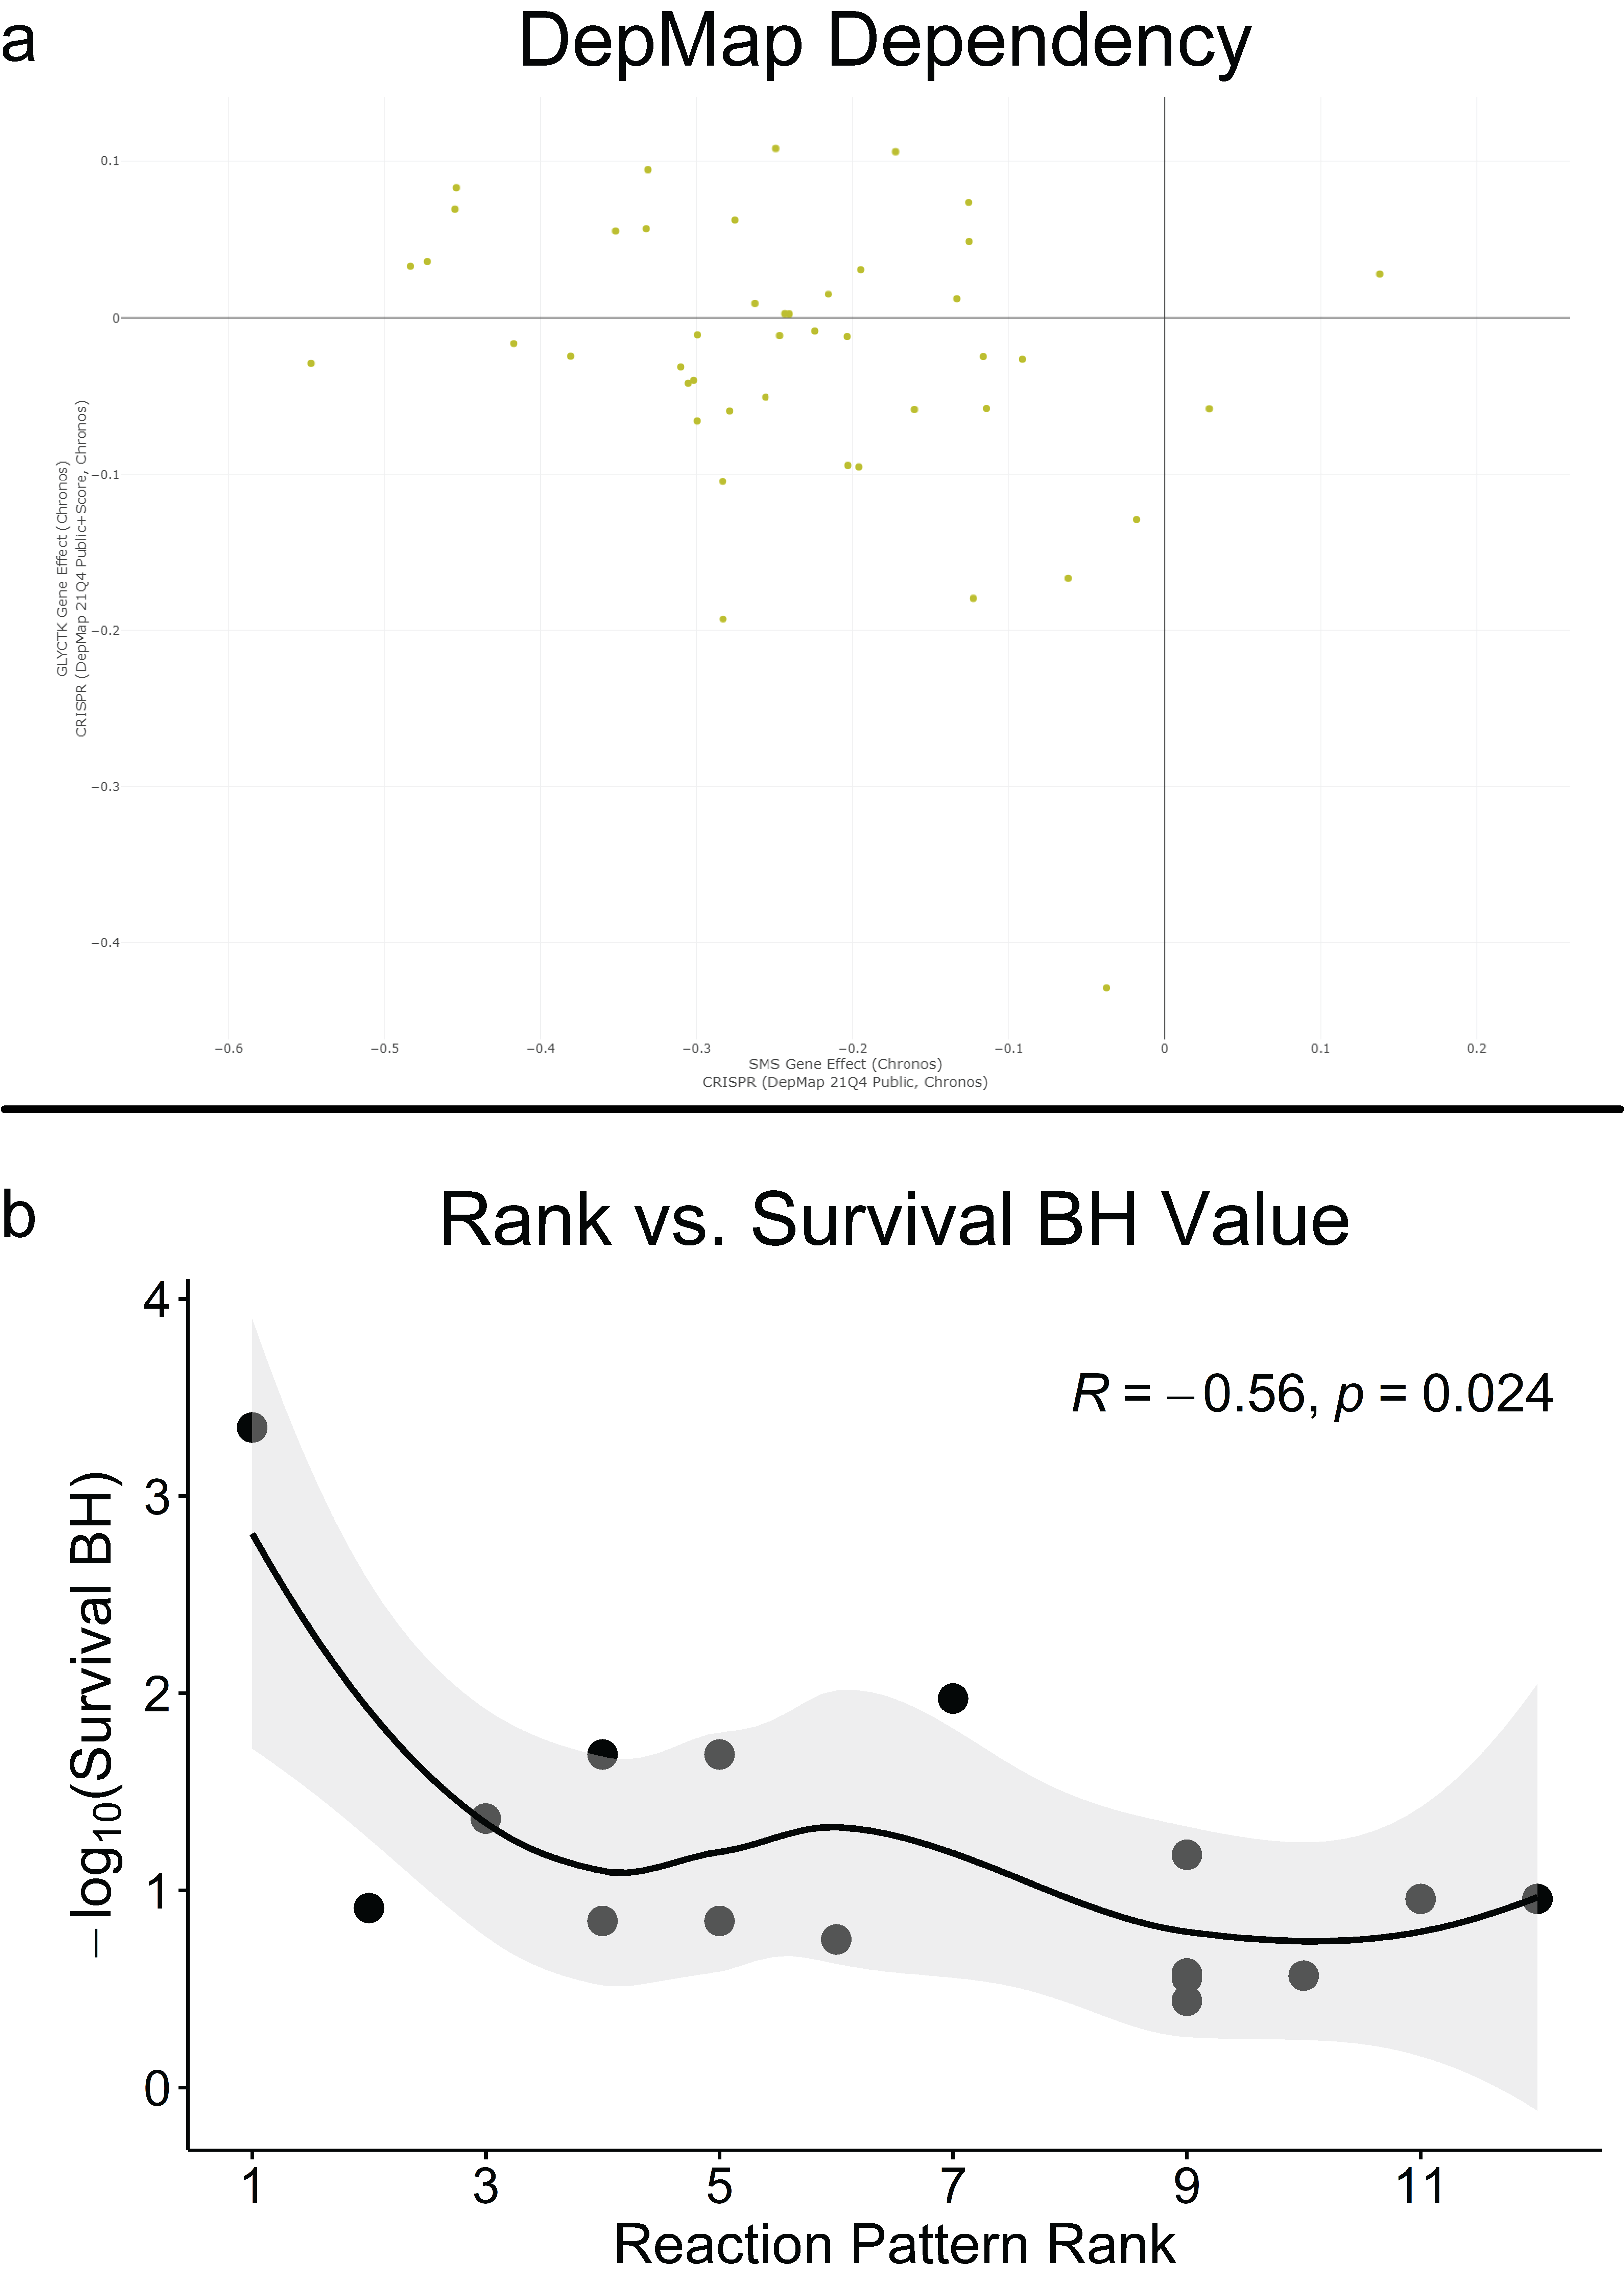 a
DepMap Dependency
0.1
0
−0.1
−0.2
−0.3
−0.4
GLYCTK Gene Effect (Chronos)
CRISPR (DepMap 21Q4 Public+Score, Chronos)
−0.6
−0.5
−0.4
−0.3
−0.2
−0.1
0
0.1
0.2
SMS Gene Effect (Chronos)
CRISPR (DepMap 21Q4 Public, Chronos)
b
Rank vs. Survival BH Value
R = −0.56, p = 0.024
4
3
2
1
0
−log10(Survival BH)
1
3
5
7
9
11
Reaction Pattern Rank